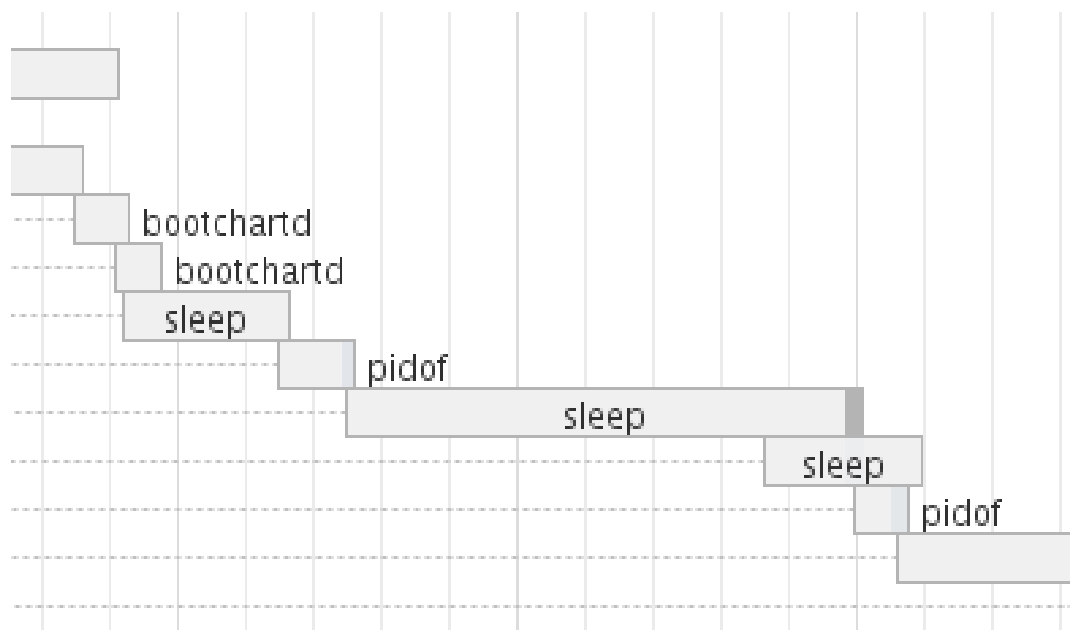 bootchartd
bootchartd
sleep
pidof
sleep
sleep
pidof